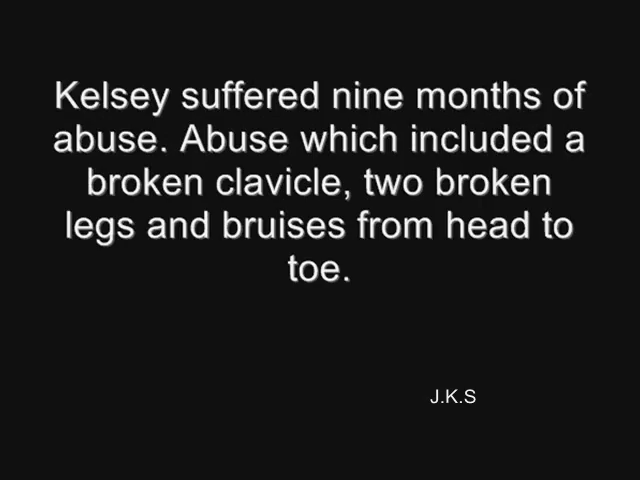 Kelsey suffered nine months of
abuse. Abuse which included a
broken clavicle, two broken
legs and bruises from head to
toe.
J.K.S